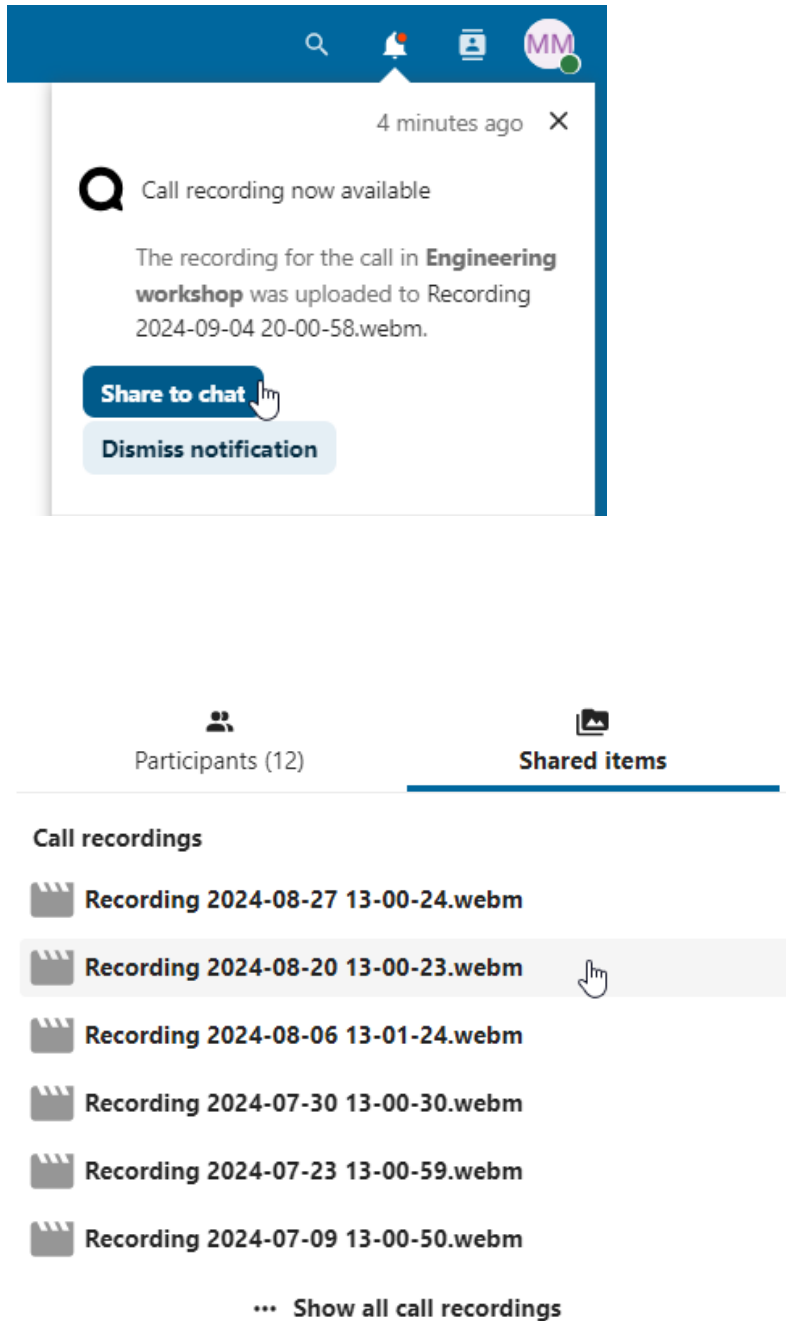 MM
4 minutes ago
Call recording now available
The recording for the call in Engineering
workshop was uploaded to Recording
2024-09-04 20-00-58.webm.
Share to chat
Dismiss notification
Participants (12)
Shared items
Call recordings
Recording 2024-08-27 13-00-24.webm
Recording 2024-08-20 13-00-23.webm
Recording 2024-08-06 13-01-24.webm
Recording 2024-07-30 13-00-30.webm
Recording 2024-07-23 13-00-59.webm
Recording 2024-07-09 13-00-50.webm
Show all call recordings